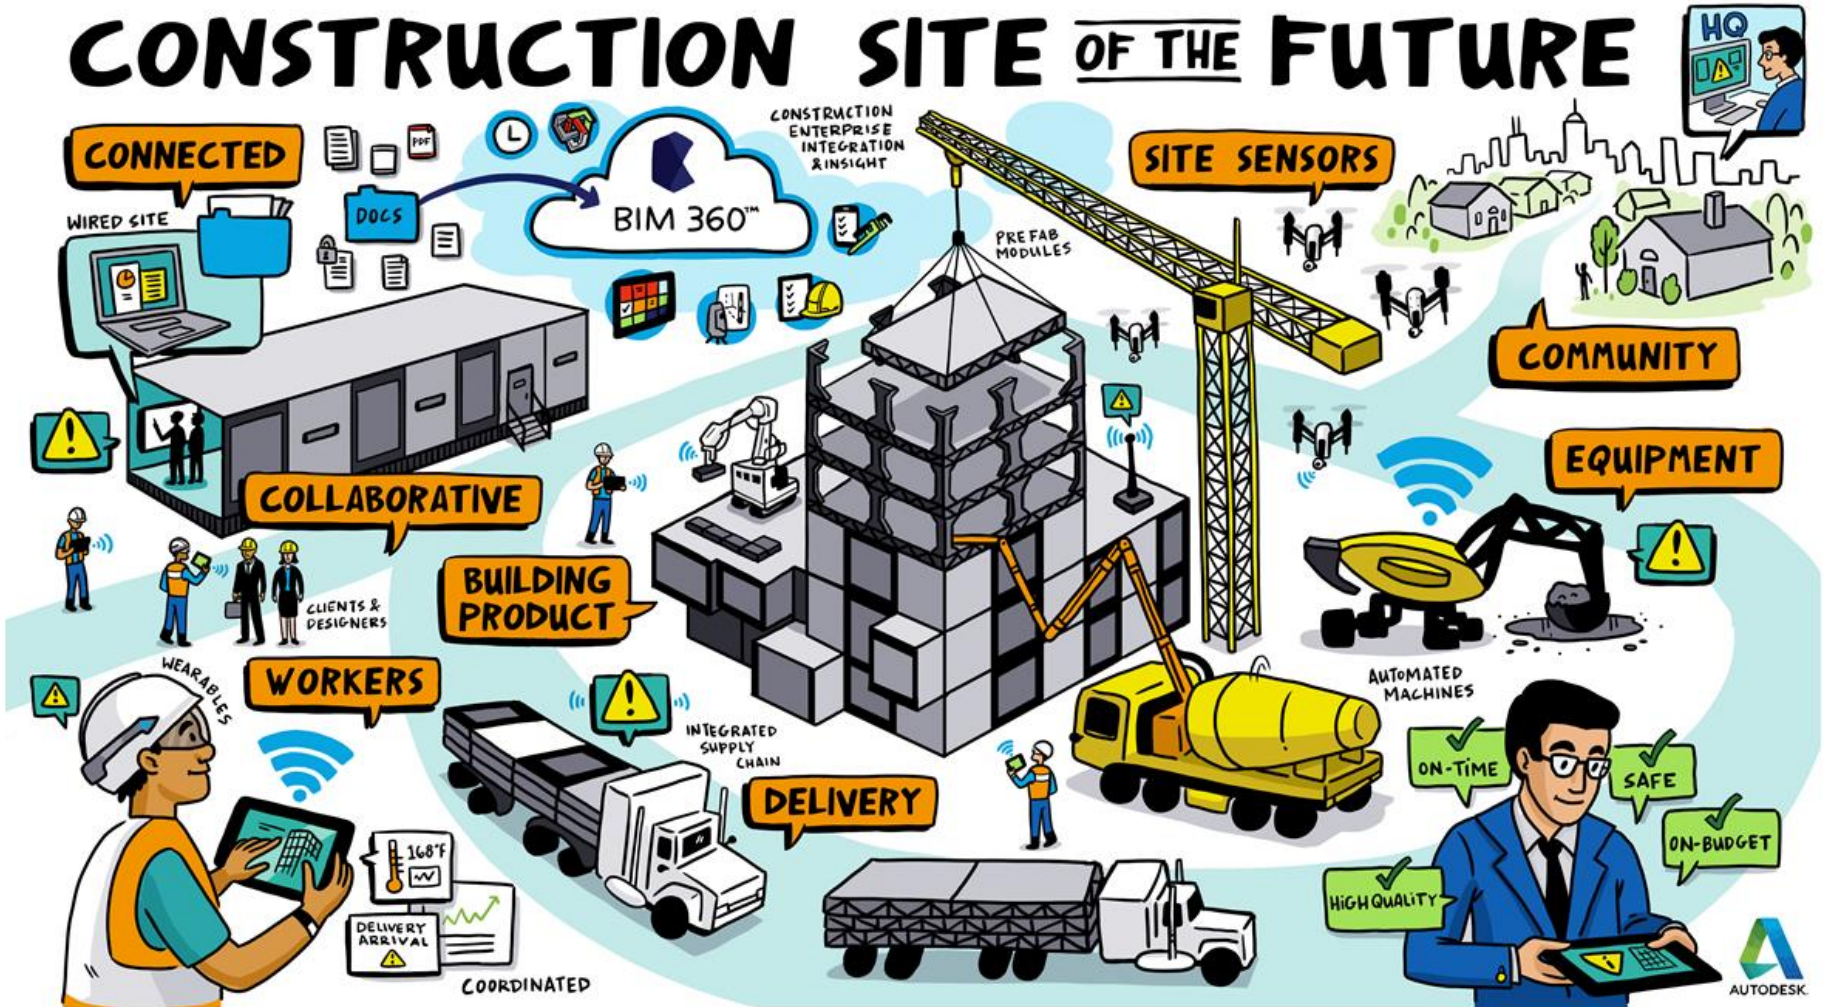 CONSTRUCTION SITE OF THE FUTURE
HQ
CONNECTED
WIRED SITE
PDF
DOCS
BIM 360™
CONSTRUCTION
ENTERPRISE
INTEGRATION
& INSIGHT
PREFAB
MODULES
SITE SENSORS
COMMUNITY
EQUIPMENT
COLLABORATIVE
CLIENTS &
DESIGNERS
BUILDING
PRODUCT
WEARABLES
WORKERS
INTEGRATED
SUPPLY
CHAIN
DELIVERY
AUTOMATED
MACHINES
ON-TIME
SAFE
ON-BUDGET
HIGH QUALITY
168°F
DELIVERY
ARRIVAL
COORDINATED
AUTODESK.